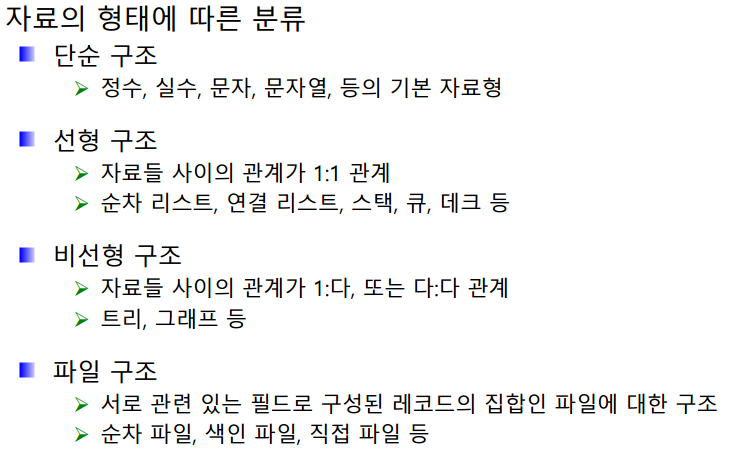 자료의 형태에 따른 분류
단순 구조
정수, 실수, 문자, 문자열, 등의 기본 자료형
선형 구조
자료들 사이의 관계가 1:1 관계
순차 리스트, 연결 리스트, 스택, 큐, 데크 등
비선형 구조
자료들 사이의 관계가 1:다, 또는 다:다 관계
트리, 그래프 등
파일 구조
서로 관련 있는 필드로 구성된 레코드의 집합인 파일에 대한 구조
순차 파일, 색인 파일, 직접 파일 등